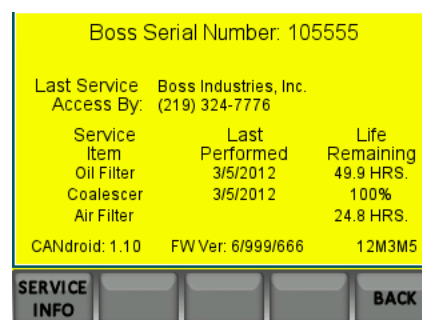 Boss Serial Number: 105555
Last Service Boss Industries, Inc.
Access By: (219) 324-7776
Service Last Life
Item Performed Remaining
Oil Filter 3/5/2012 49.9 HRS.
Coalescer 3/5/2012 100%
Air Filter 24.8 HRS.
CANdroid: 1.10 FW Ver: 6/999/666 12M3M5
SERVICE
INFO BACK